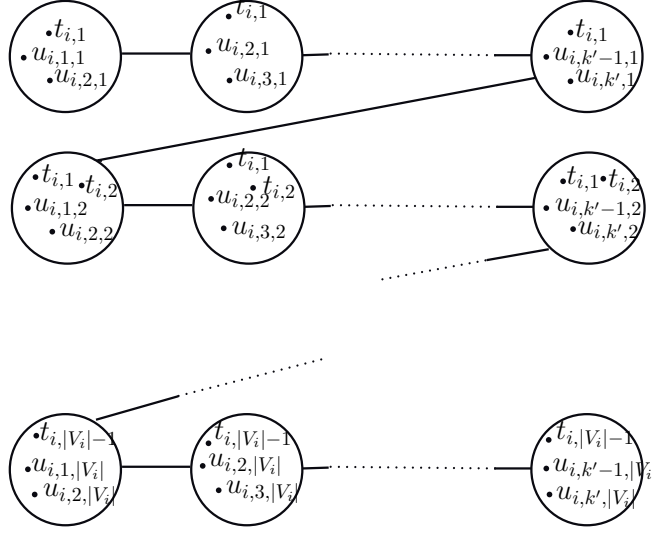 t_{i,1} u_{i,1,1} u_{i,2,1}
t_{i,1} u_{i,2,1} u_{i,3,1}
t_{i,1} u_{i,k'-1,1} u_{i,k',1}
t_{i,1} t_{i,2} u_{i,1,2} u_{i,2,2}
t_{i,1} t_{i,2} u_{i,2,2} u_{i,3,2}
t_{i,1} t_{i,2} u_{i,k'-1,2} u_{i,k',2}
t_{i,|V_i|-1} u_{i,1,|V_i|} u_{i,2,|V_i|}
t_{i,|V_i|-1} u_{i,2,|V_i|} u_{i,3,|V_i|}
t_{i,|V_i|-1} u_{i,k'-1,|V_i|} u_{i,k',|V_i|}